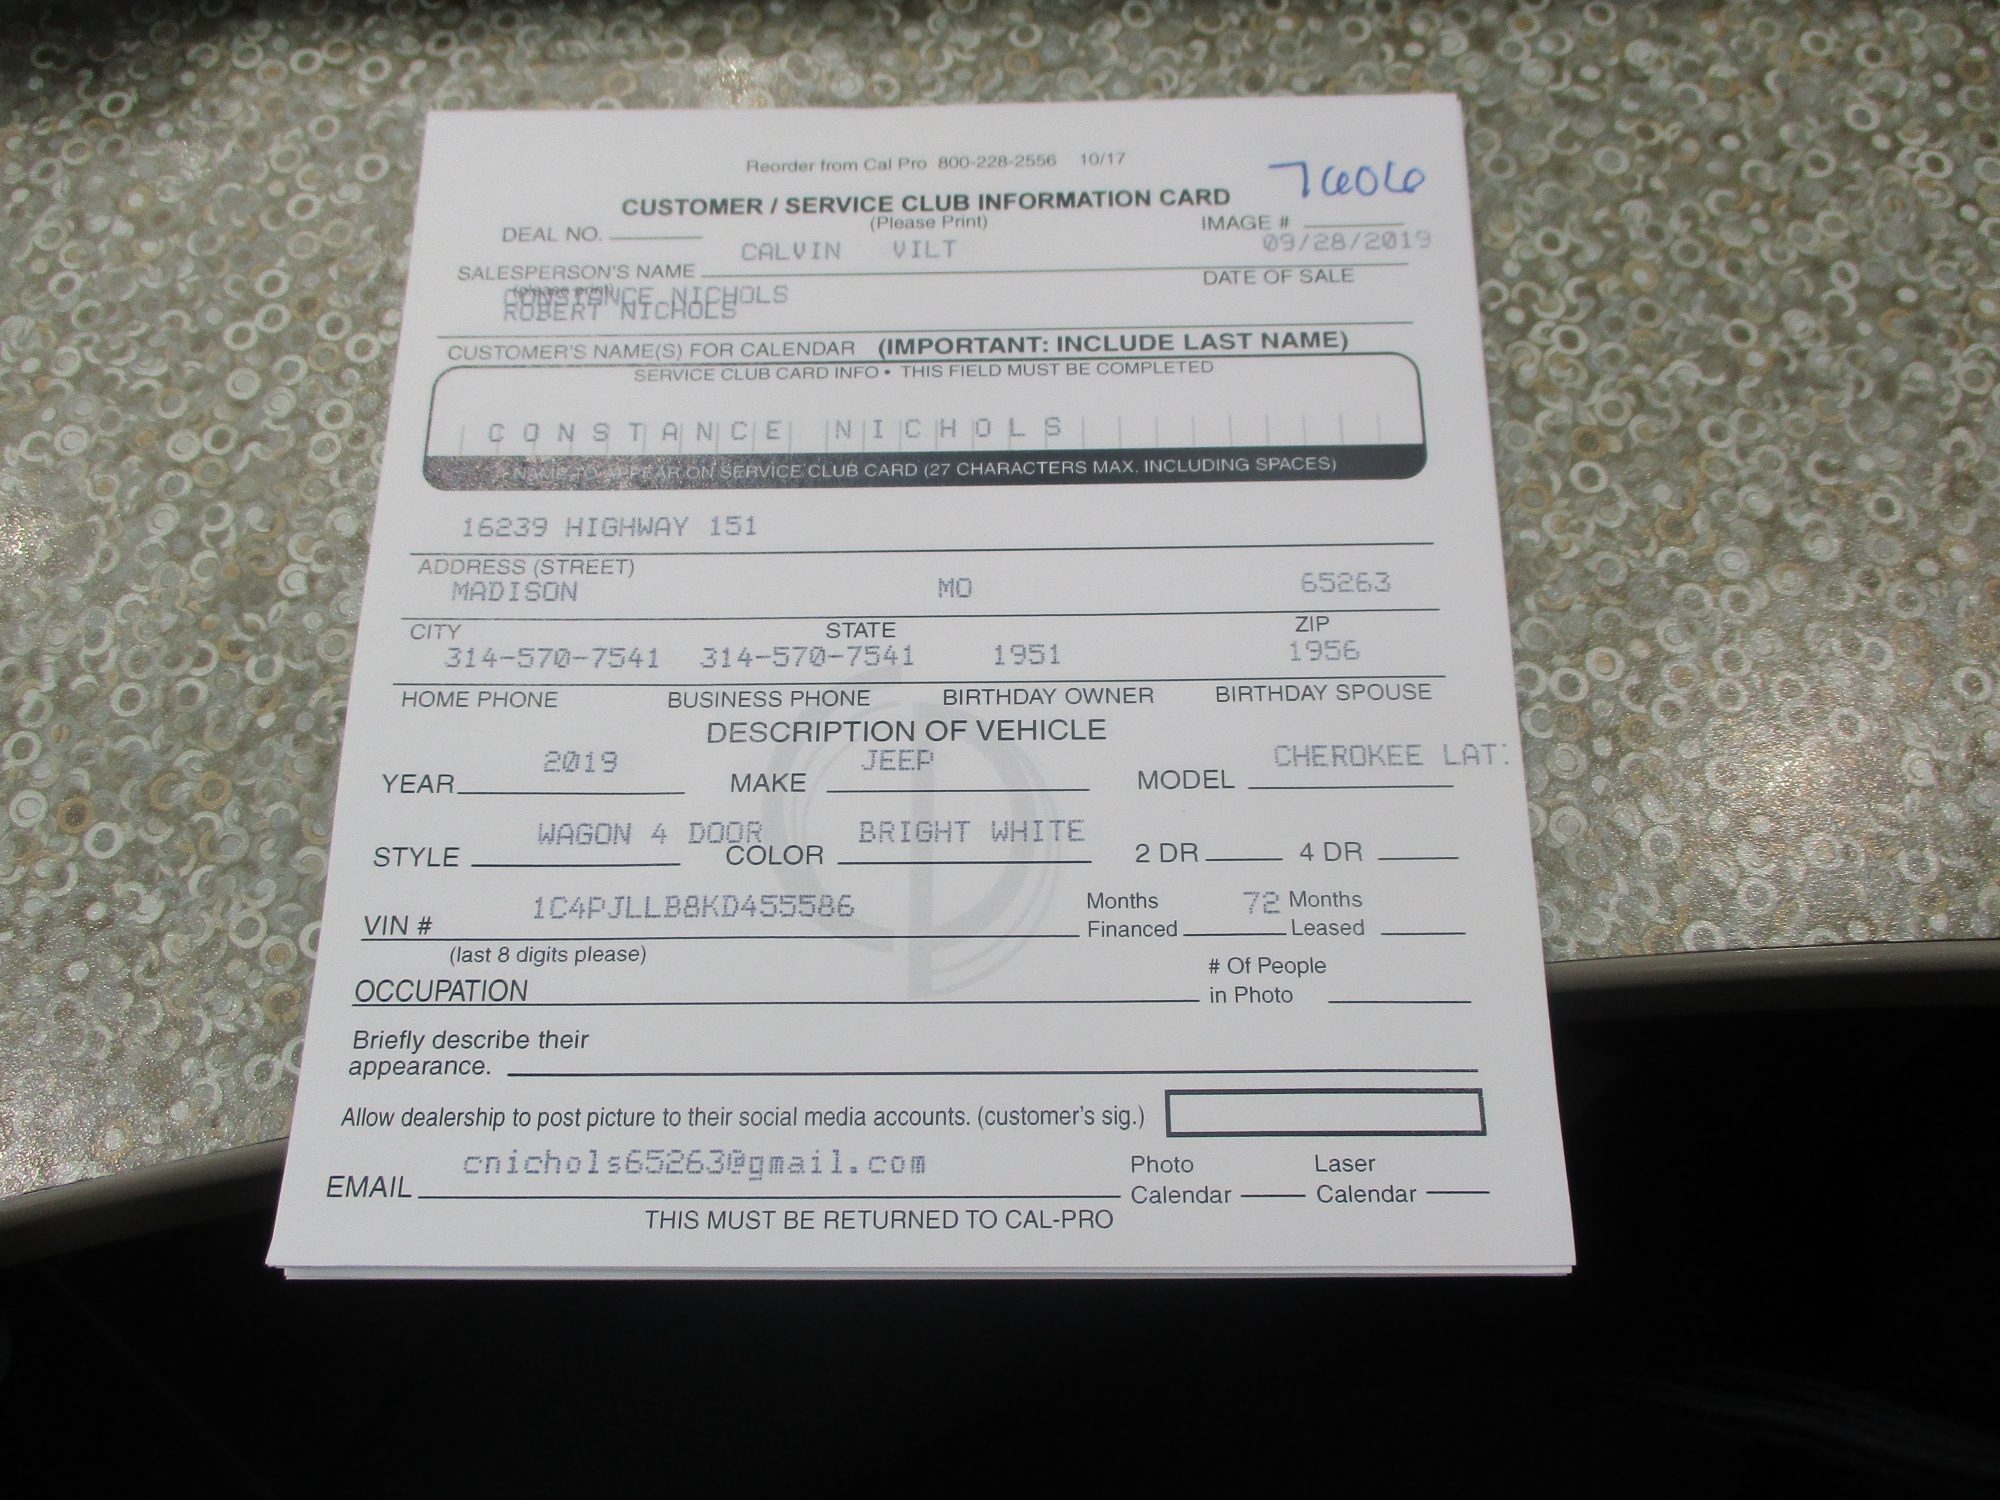 Reorder from Cal Pro 800-228-2556 10/17
7606
CUSTOMER / SERVICE CLUB INFORMATION CARD
(Please Print)
DEAL NO. IMAGE #
CALVIN VILT 09/28/2019
SALESPERSON'S NAME DATE OF SALE
(please print)
CONSTANCE NICHOLS
ROBERT NICHOLS
CUSTOMER'S NAME(S) FOR CALENDAR (IMPORTANT: INCLUDE LAST NAME)
SERVICE CLUB CARD INFO • THIS FIELD MUST BE COMPLETED
CONSTANCE NICHOLS
NAME TO APPEAR ON SERVICE CLUB CARD (27 CHARACTERS MAX. INCLUDING SPACES)
16239 HIGHWAY 151
ADDRESS (STREET)
MADISON MO 65263
CITY STATE ZIP
314-570-7541 314-570-7541 1951 1956
HOME PHONE BUSINESS PHONE BIRTHDAY OWNER BIRTHDAY SPOUSE
DESCRIPTION OF VEHICLE
2019 JEEP CHEROKEE LAT
YEAR MAKE MODEL
WAGON 4 DOOR BRIGHT WHITE
STYLE COLOR 2 DR 4 DR
1C4PJLLB8KD455586 Months 72 Months
VIN # Financed Leased
(last 8 digits please)
OCCUPATION # Of People
in Photo
Briefly describe their
appearance.
Allow dealership to post picture to their social media accounts. (customer's sig.)
cnichols65263@gmail.com Photo Laser
EMAIL Calendar Calendar
THIS MUST BE RETURNED TO CAL-PRO